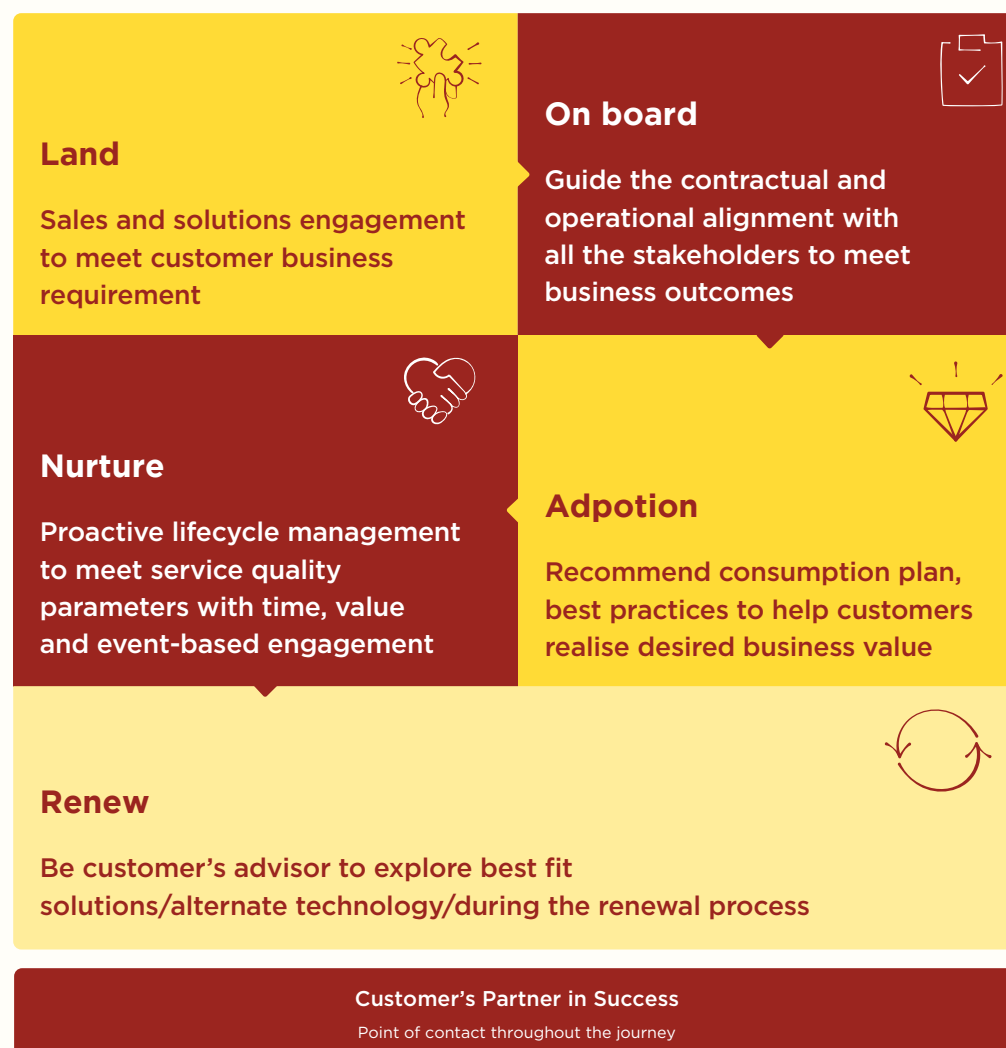 Land
Sales and solutions engagement
to meet customer business
requirement
On board
Guide the contractual and
operational alignment with
all the stakeholders to meet
business outcomes
Adpotion
Recommend consumption plan,
best practices to help customers
realise desired business value
Nurture
Proactive lifecycle management
to meet service quality
parameters with time, value
and event-based engagement
Renew
Be customer’s advisor to explore best fit
solutions/alternate technology/during the renewal process
Customer’s Partner in Success
Point of contact throughout the journey